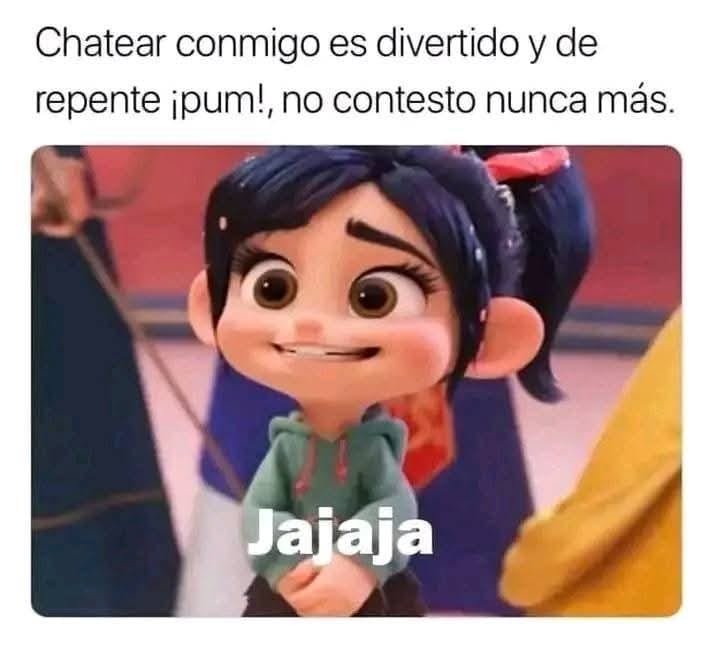 Chatear conmigo es divertido y de
repente ¡pum!, no contesto nunca más.
Jajaja